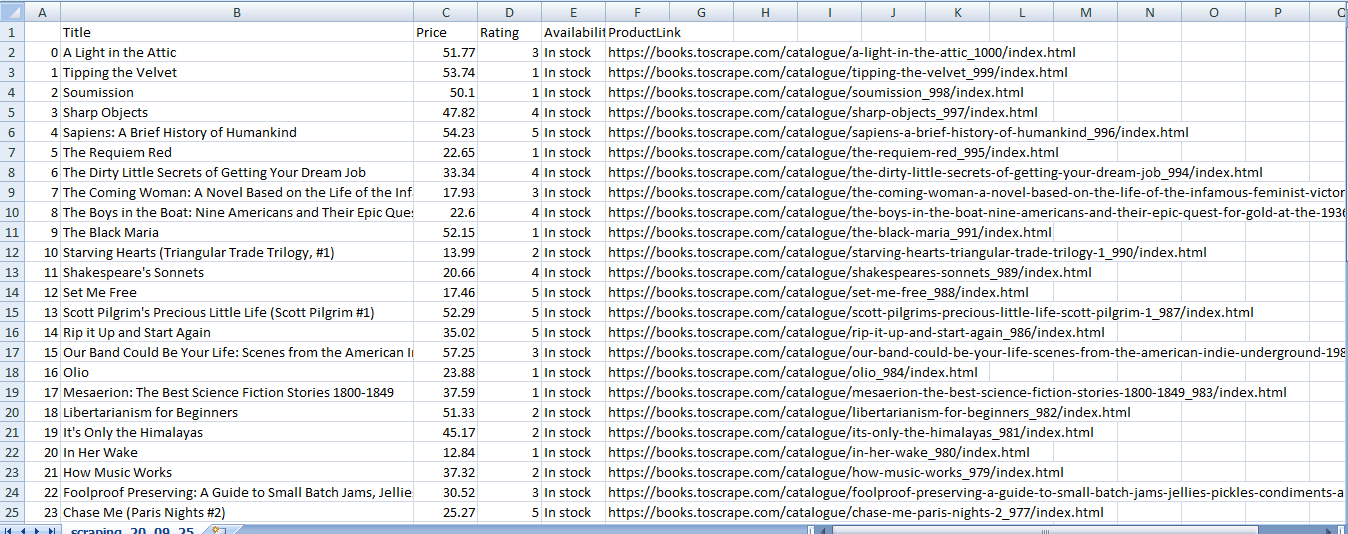 A B C D E F G H I J K L M N O P Q
1 Title Price Rating Availabilit ProductLink
2 0 A Light in the Attic 51.77 3 In stock https://books.toscrape.com/catalogue/a-light-in-the-attic_1000/index.html
3 1 Tipping the Velvet 53.74 1 In stock https://books.toscrape.com/catalogue/tipping-the-velvet_999/index.html
4 2 Soumission 50.1 1 In stock https://books.toscrape.com/catalogue/soumission_998/index.html
5 3 Sharp Objects 47.82 4 In stock https://books.toscrape.com/catalogue/sharp-objects_997/index.html
6 4 Sapiens: A Brief History of Humankind 54.23 5 In stock https://books.toscrape.com/catalogue/sapiens-a-brief-history-of-humankind_996/index.html
7 5 The Requiem Red 22.65 1 In stock https://books.toscrape.com/catalogue/the-requiem-red_995/index.html
8 6 The Dirty Little Secrets of Getting Your Dream Job 33.34 4 In stock https://books.toscrape.com/catalogue/the-dirty-little-secrets-of-getting-your-dream-job_994/index.html
9 7 The Coming Woman: A Novel Based on the Life of the Inf 17.93 3 In stock https://books.toscrape.com/catalogue/the-coming-woman-a-novel-based-on-the-life-of-the-infamous-feminist-victor
10 8 The Boys in the Boat: Nine Americans and Their Epic Que 22.6 4 In stock https://books.toscrape.com/catalogue/the-boys-in-the-boat-nine-americans-and-their-epic-quest-for-gold-at-the-1936
11 9 The Black Maria 52.15 1 In stock https://books.toscrape.com/catalogue/the-black-maria_991/index.html
12 10 Starving Hearts (Triangular Trade Trilogy, #1) 13.99 2 In stock https://books.toscrape.com/catalogue/starving-hearts-triangular-trade-trilogy-1_990/index.html
13 11 Shakespeare's Sonnets 20.66 4 In stock https://books.toscrape.com/catalogue/shakespeares-sonnets_989/index.html
14 12 Set Me Free 17.46 5 In stock https://books.toscrape.com/catalogue/set-me-free_988/index.html
15 13 Scott Pilgrim's Precious Little Life (Scott Pilgrim #1) 52.29 5 In stock https://books.toscrape.com/catalogue/scott-pilgrims-precious-little-life-scott-pilgrim-1_987/index.html
16 14 Rip it Up and Start Again 35.02 5 In stock https://books.toscrape.com/catalogue/rip-it-up-and-start-again_986/index.html
17 15 Our Band Could Be Your Life: Scenes from the American I 57.25 3 In stock https://books.toscrape.com/catalogue/our-band-could-be-your-life-scenes-from-the-american-indie-underground-198
18 16 Olio 23.88 1 In stock https://books.toscrape.com/catalogue/olio_984/index.html
19 17 Mesaerion: The Best Science Fiction Stories 1800-1849 37.59 1 In stock https://books.toscrape.com/catalogue/mesaerion-the-best-science-fiction-stories-1800-1849_983/index.html
20 18 Libertarianism for Beginners 51.33 2 In stock https://books.toscrape.com/catalogue/libertarianism-for-beginners_982/index.html
21 19 It's Only the Himalayas 45.17 2 In stock https://books.toscrape.com/catalogue/its-only-the-himalayas_981/index.html
22 20 In Her Wake 12.84 1 In stock https://books.toscrape.com/catalogue/in-her-wake_980/index.html
23 21 How Music Works 37.32 2 In stock https://books.toscrape.com/catalogue/how-music-works_979/index.html
24 22 Foolproof Preserving: A Guide to Small Batch Jams, Jellie 30.52 3 In stock https://books.toscrape.com/catalogue/foolproof-preserving-a-guide-to-small-batch-jams-jellies-pickles-condiments-a
25 23 Chase Me (Paris Nights #2) 25.27 5 In stock https://books.toscrape.com/catalogue/chase-me-paris-nights-2_977/index.html
scraping_20_09_25